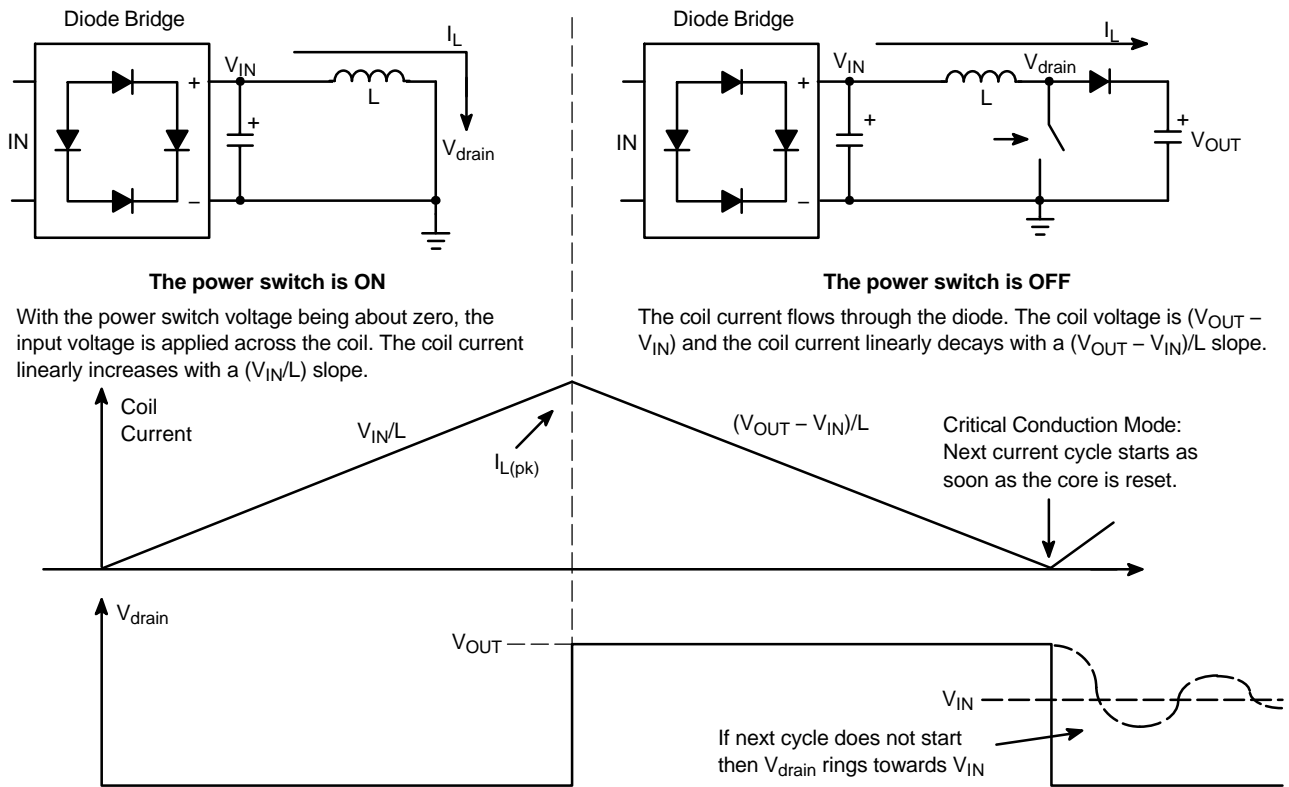 Diode Bridge
IN
+
−
V_IN
+
L
I_L
V_drain
The power switch is ON
With the power switch voltage being about zero, the
input voltage is applied across the coil. The coil current
linearly increases with a (V_IN/L) slope.
Diode Bridge
IN
+
−
V_IN
+
L
I_L
V_drain
+
V_OUT
The power switch is OFF
The coil current flows through the diode. The coil voltage is (V_OUT −
V_IN) and the coil current linearly decays with a (V_OUT − V_IN)/L slope.
Coil
Current
V_IN/L
I_L(pk)
(V_OUT − V_IN)/L
Critical Conduction Mode:
Next current cycle starts as
soon as the core is reset.
V_drain
V_OUT
V_IN
If next cycle does not start
then V_drain rings towards V_IN